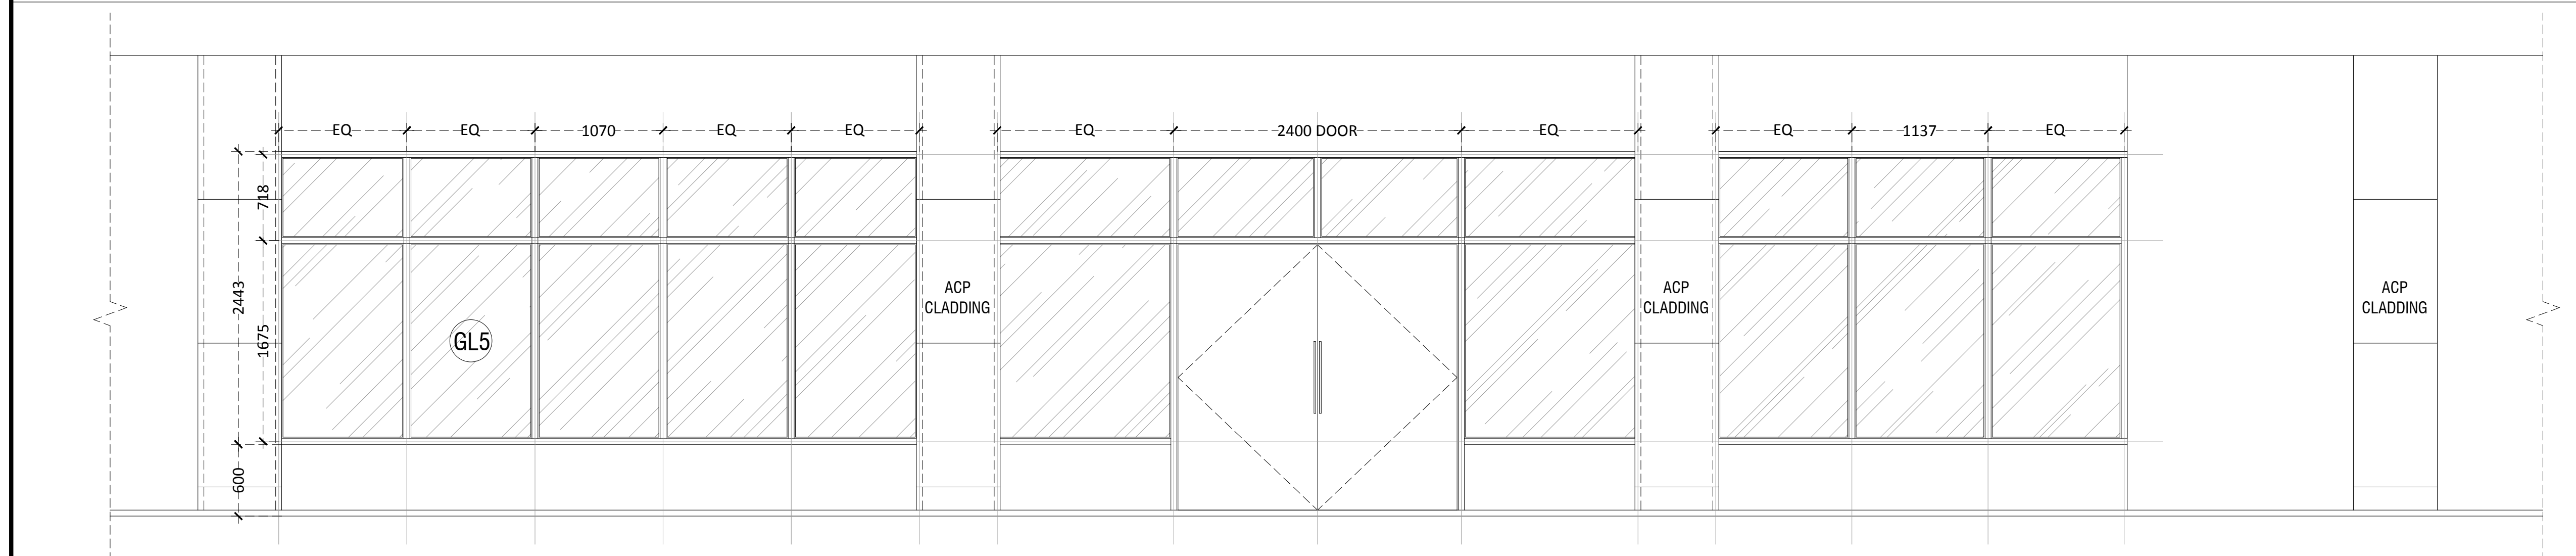 EQ EQ 1070 EQ EQ EQ 2400 DOOR EQ EQ 1137 EQ
718
2443
1675
600
GL5
ACP
CLADDING
ACP
CLADDING
ACP
CLADDING